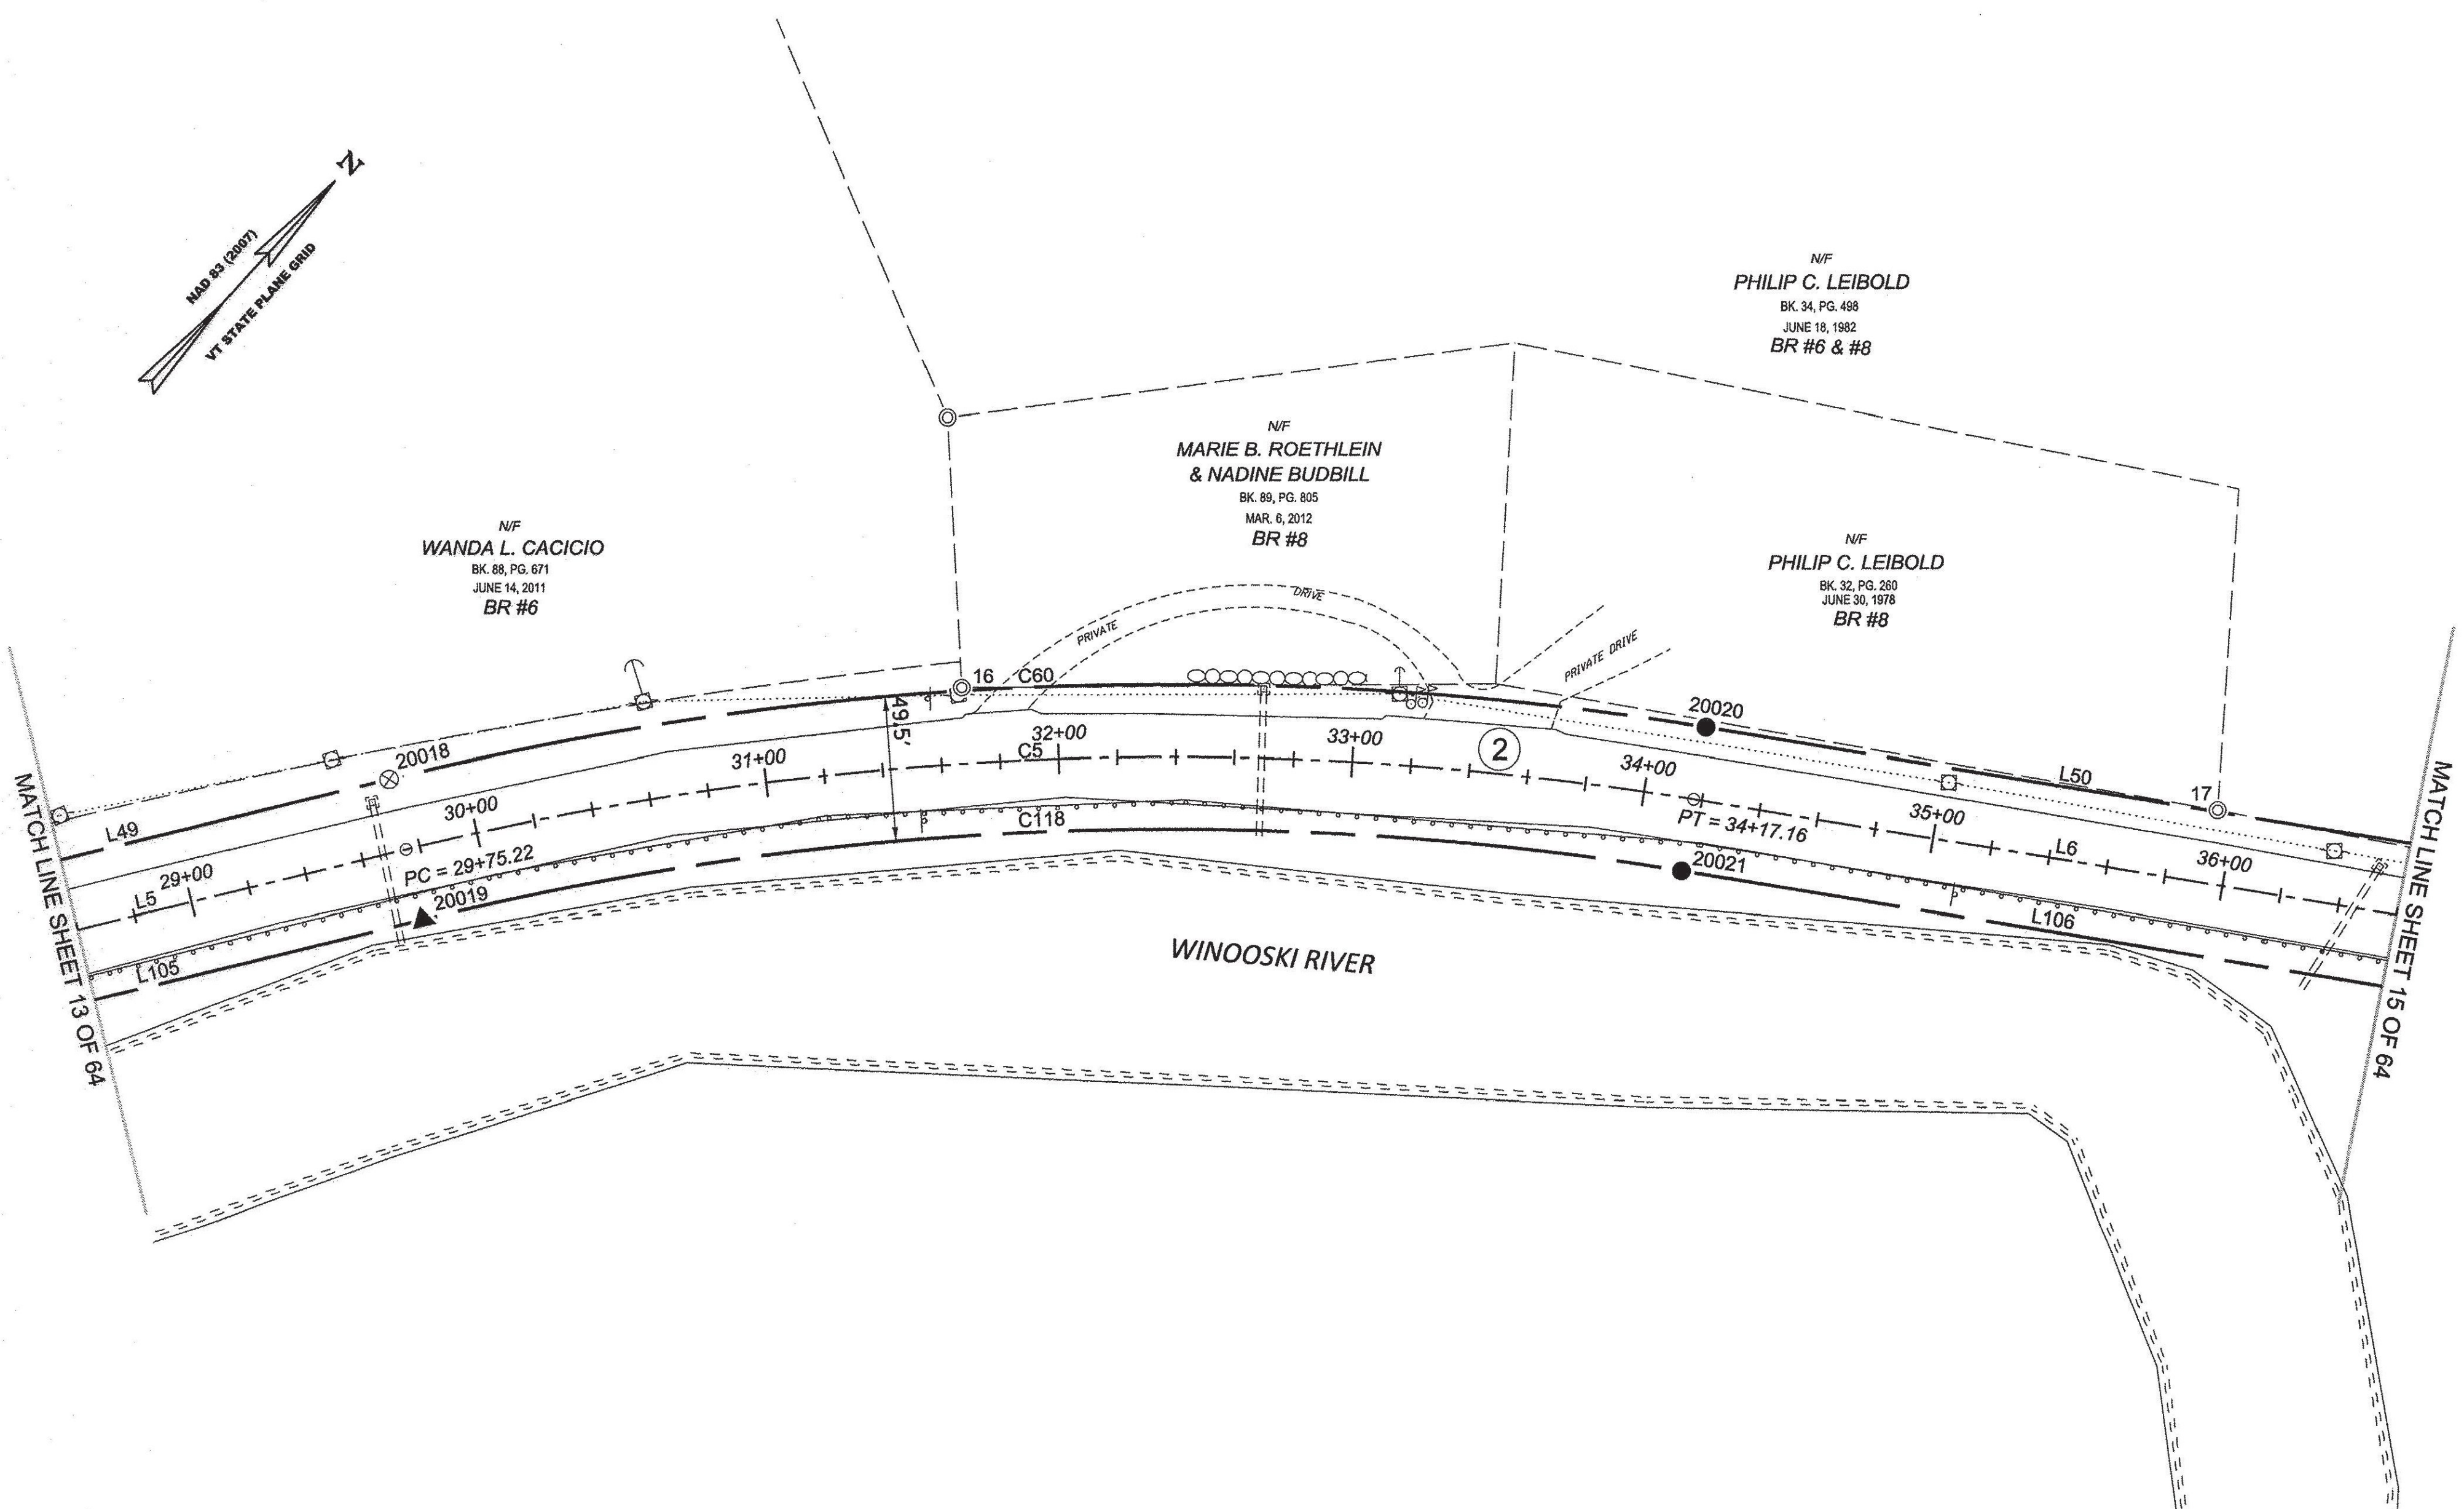 N
NAD 83 (2007)
VT STATE PLANE GRID
N/F
PHILIP C. LEIBOLD
BK. 34, PG. 498
JUNE 18, 1982
BR #6 & #8
N/F
MARIE B. ROETHLEIN
& NADINE BUDBILL
BK. 89, PG. 805
MAR. 6, 2012
BR #8
N/F
WANDA L. CACICIO
BK. 88, PG. 671
JUNE 14, 2011
BR #6
N/F
PHILIP C. LEIBOLD
BK. 32, PG. 260
JUNE 30, 1978
BR #8
PRIVATE
DRIVE
PRIVATE DRIVE
16
C60
49.5'
20018
20020
L50
17
L49
29+00
30+00
31+00
32+00
33+00
34+00
35+00
36+00
C5
2
L5
L6
PC = 29+75.22
PT = 34+17.16
C118
20019
20021
L105
L106
WINOOSKI RIVER
MATCH LINE SHEET 13 OF 64
MATCH LINE SHEET 15 OF 64